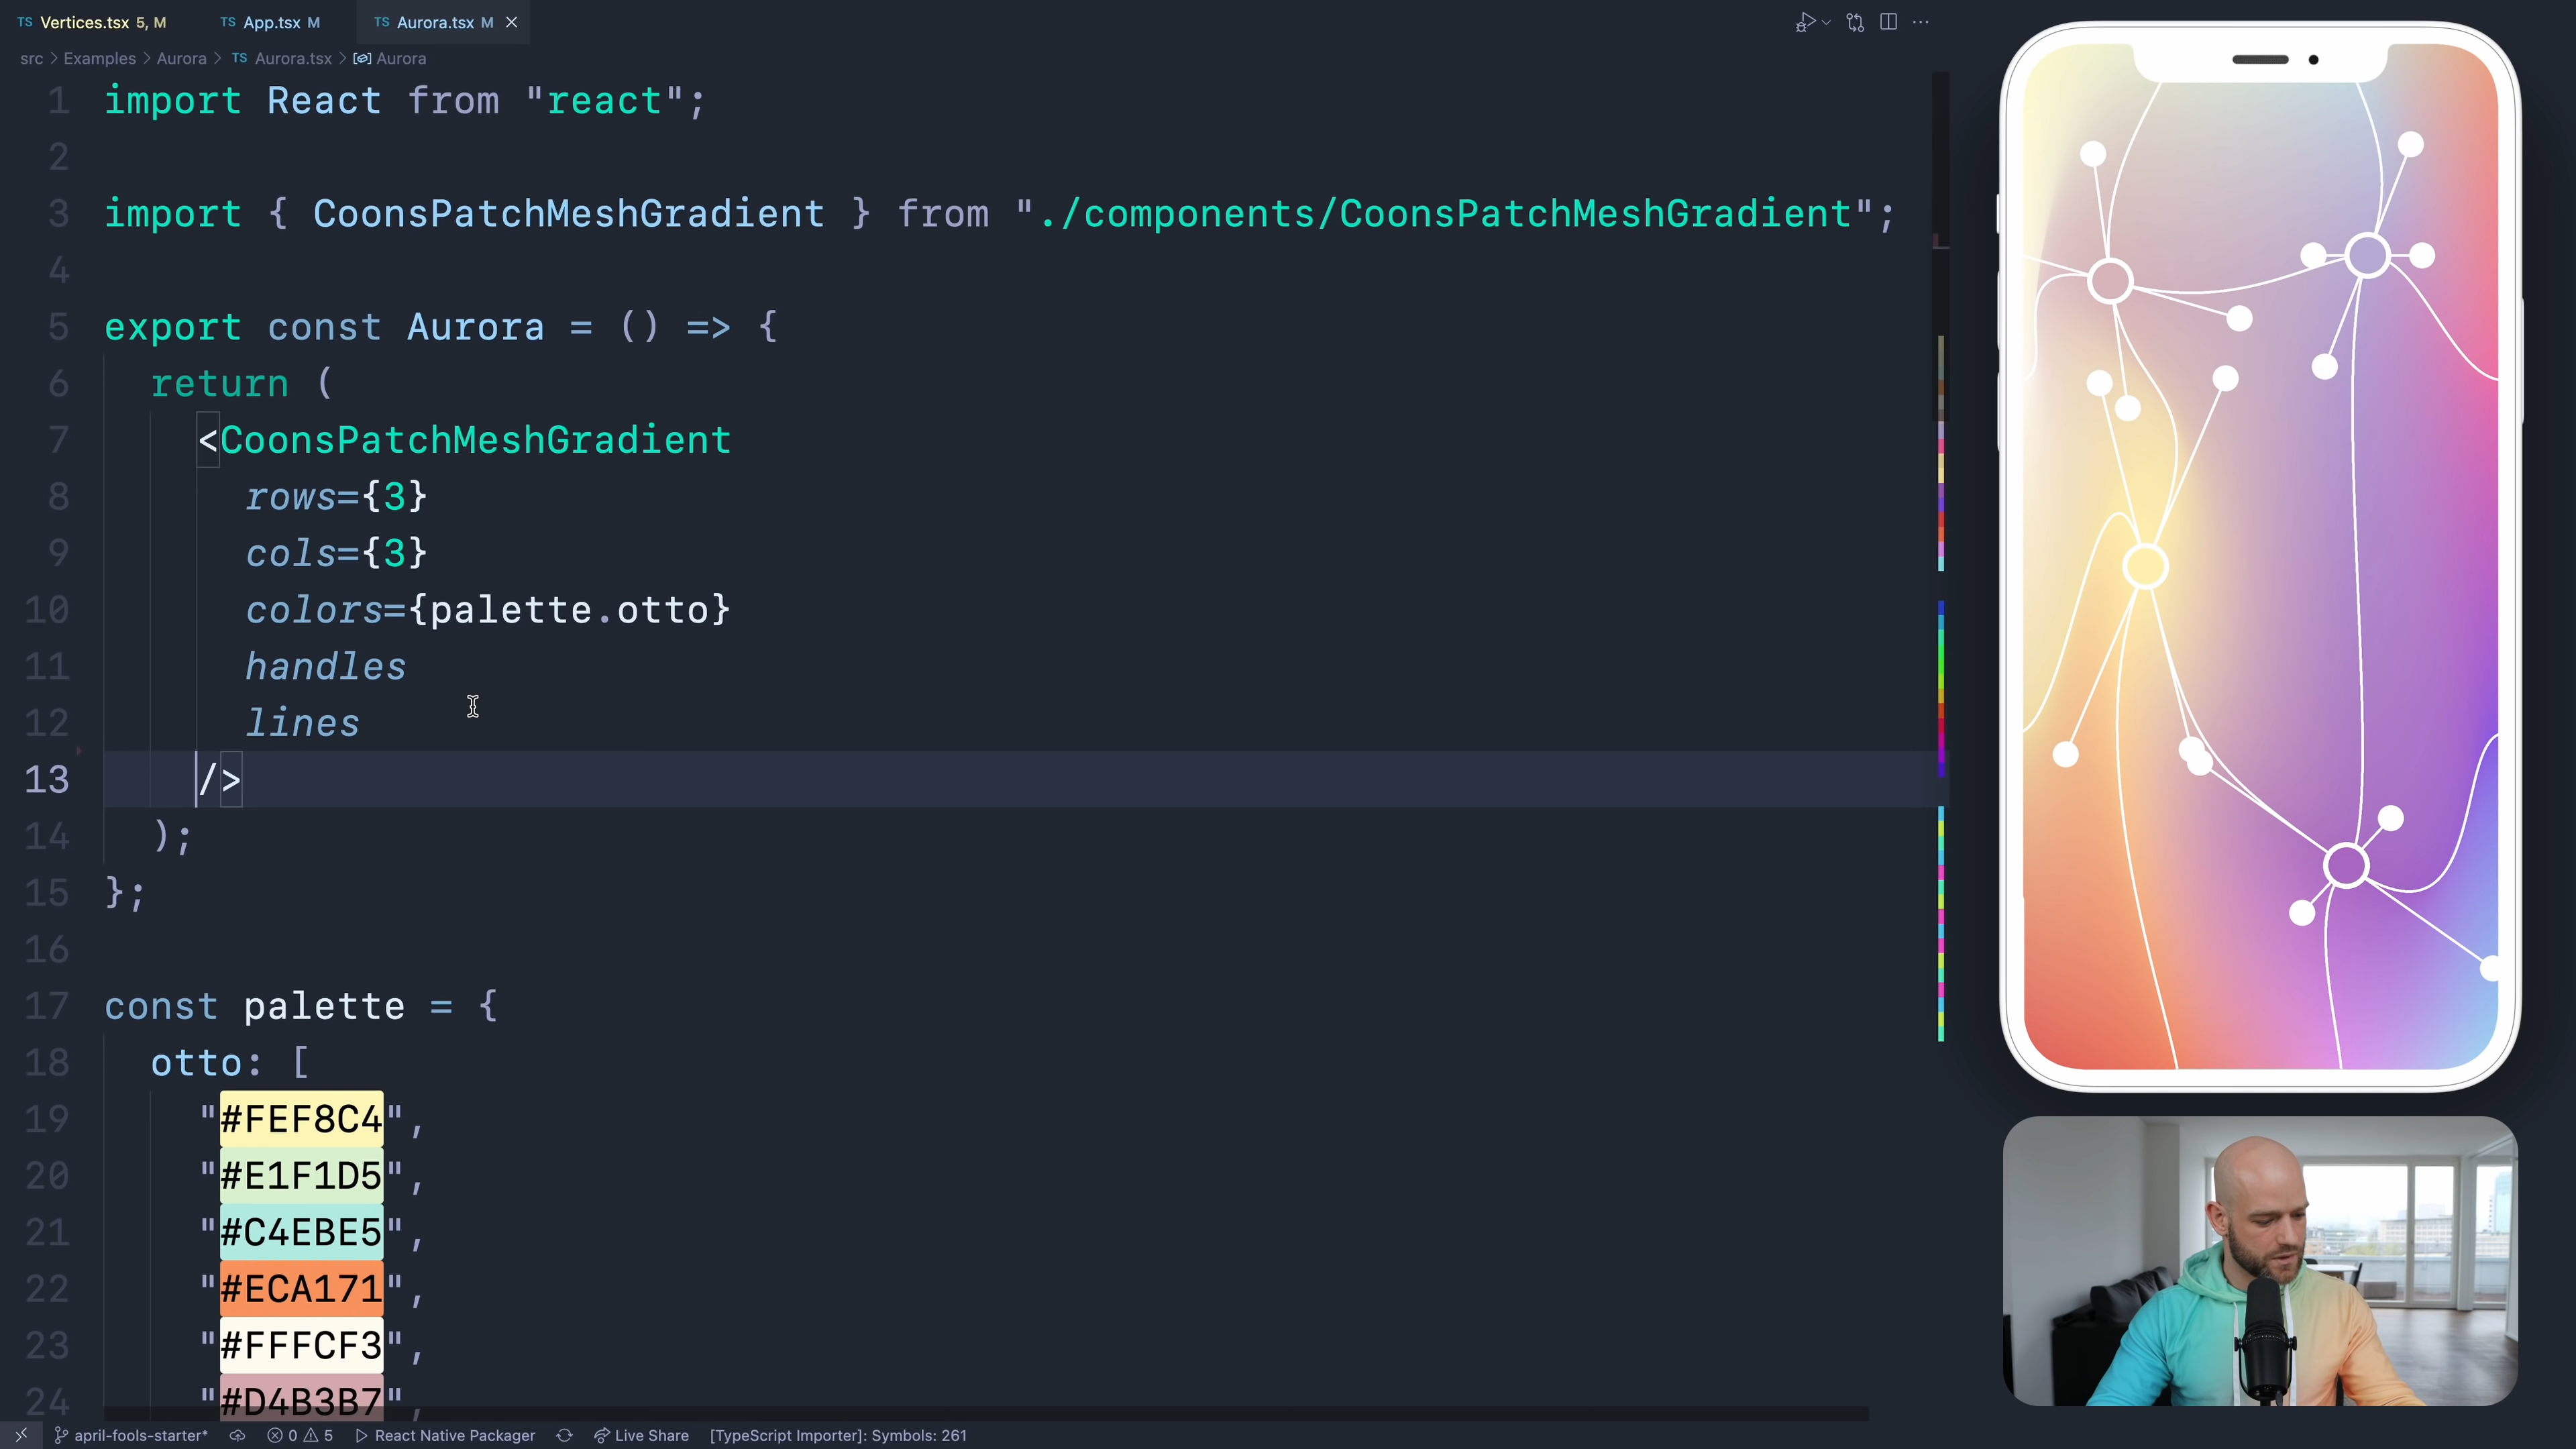 TS Vertices.tsx 5, M
TS App.tsx M
TS Aurora.tsx M
src > Examples > Aurora > TS Aurora.tsx > Aurora
1 import React from "react";
2
3 import { CoonsPatchMeshGradient } from "./components/CoonsPatchMeshGradient";
4
5 export const Aurora = () => {
6 return (
7 <CoonsPatchMeshGradient
8 rows={3}
9 cols={3}
10 colors={palette.otto}
11 handles
12 lines
13 />
14 );
15 };
16
17 const palette = {
18 otto: [
19 "#FEF8C4",
20 "#E1F1D5",
21 "#C4EBE5",
22 "#ECA171",
23 "#FFFCF3",
24 "#D4B3B7",
april-fools-starter* 0 5 React Native Packager Live Share [TypeScript Importer]: Symbols: 261